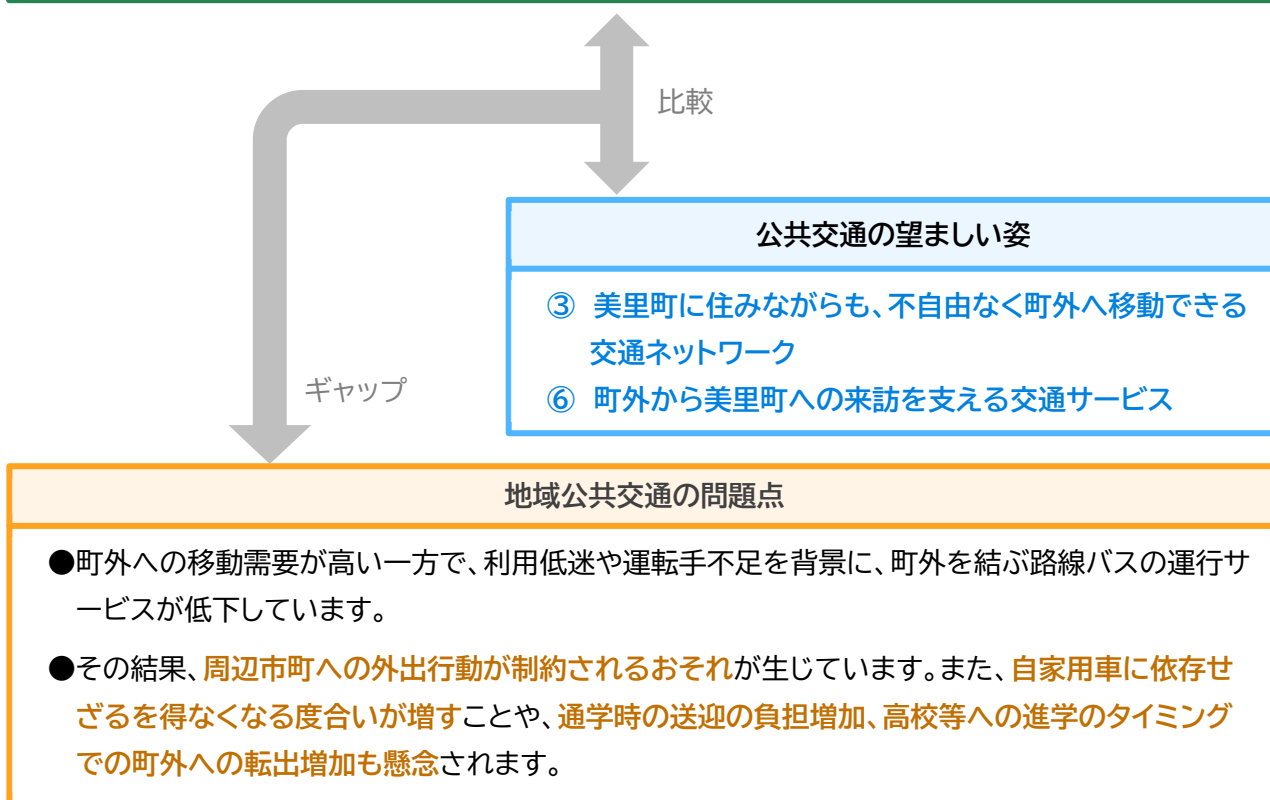 比較
公共交通の望ましい姿
③ 美里町に住みながらも、不自由なく町外へ移動できる
交通ネットワーク
⑥ 町外から美里町への来訪を支える交通サービス
ギャップ
地域公共交通の問題点
●町外への移動需要が高い一方で、利用低迷や運転手不足を背景に、町外を結ぶ路線バスの運行サ
ービスが低下しています。
●その結果、周辺市町への外出行動が制約されるおそれが生じています。また、自家用車に依存せ
ざるを得なくなる度合いが増すことや、通学時の送迎の負担増加、高校等への進学のタイミング
での町外への転出増加も懸念されます。